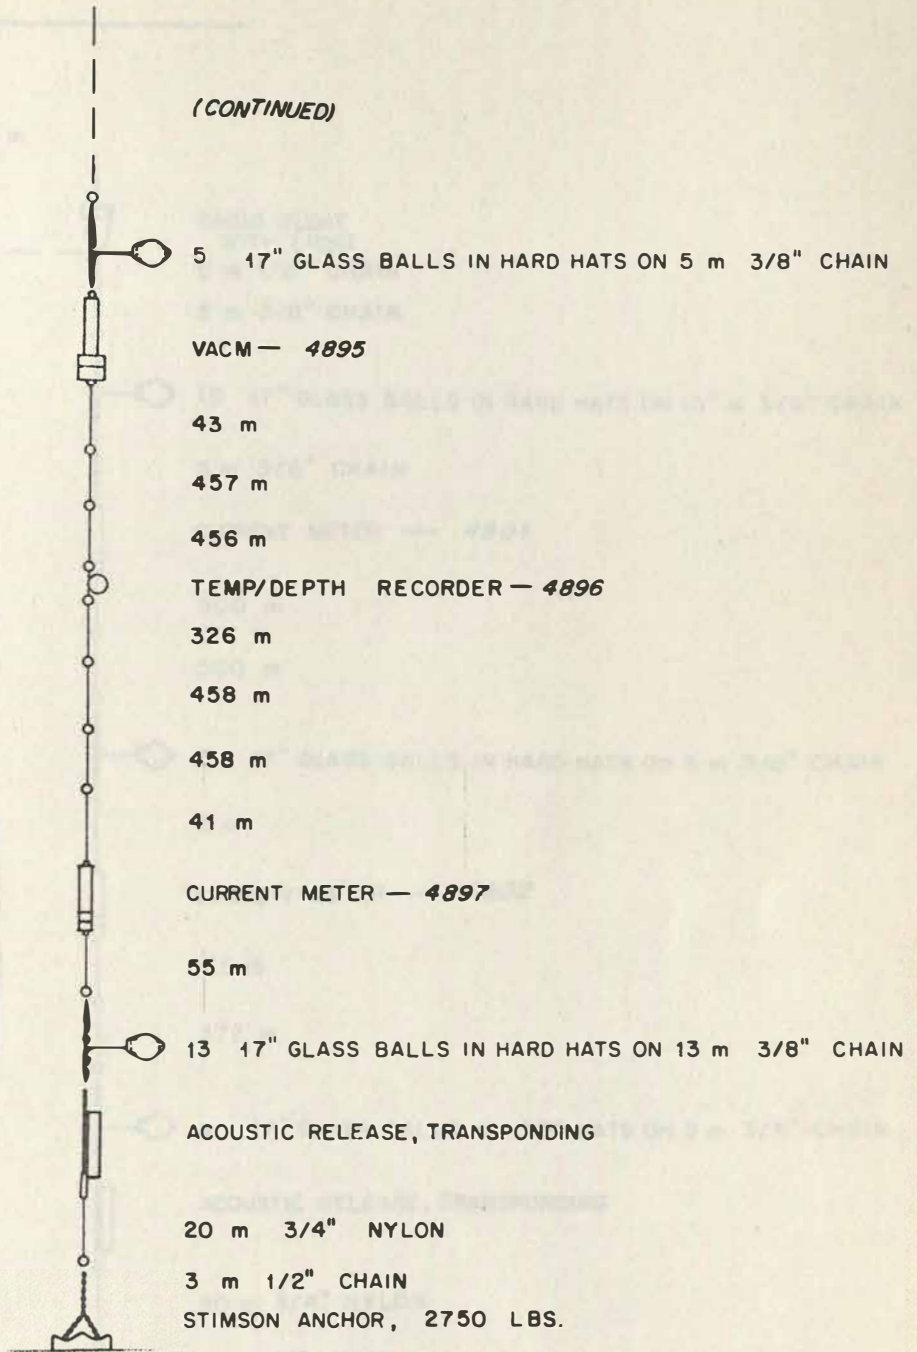 (CONTINUED)
5 17" GLASS BALLS IN HARD HATS ON 5 m 3/8" CHAIN
VACM — 4895
43 m
457 m
456 m
TEMP/DEPTH RECORDER — 4896
326 m
458 m
458 m
41 m
CURRENT METER — 4897
55 m
13 17" GLASS BALLS IN HARD HATS ON 13 m 3/8" CHAIN
ACOUSTIC RELEASE, TRANSPONDING
20 m 3/4" NYLON
3 m 1/2" CHAIN
STIMSON ANCHOR, 2750 LBS.